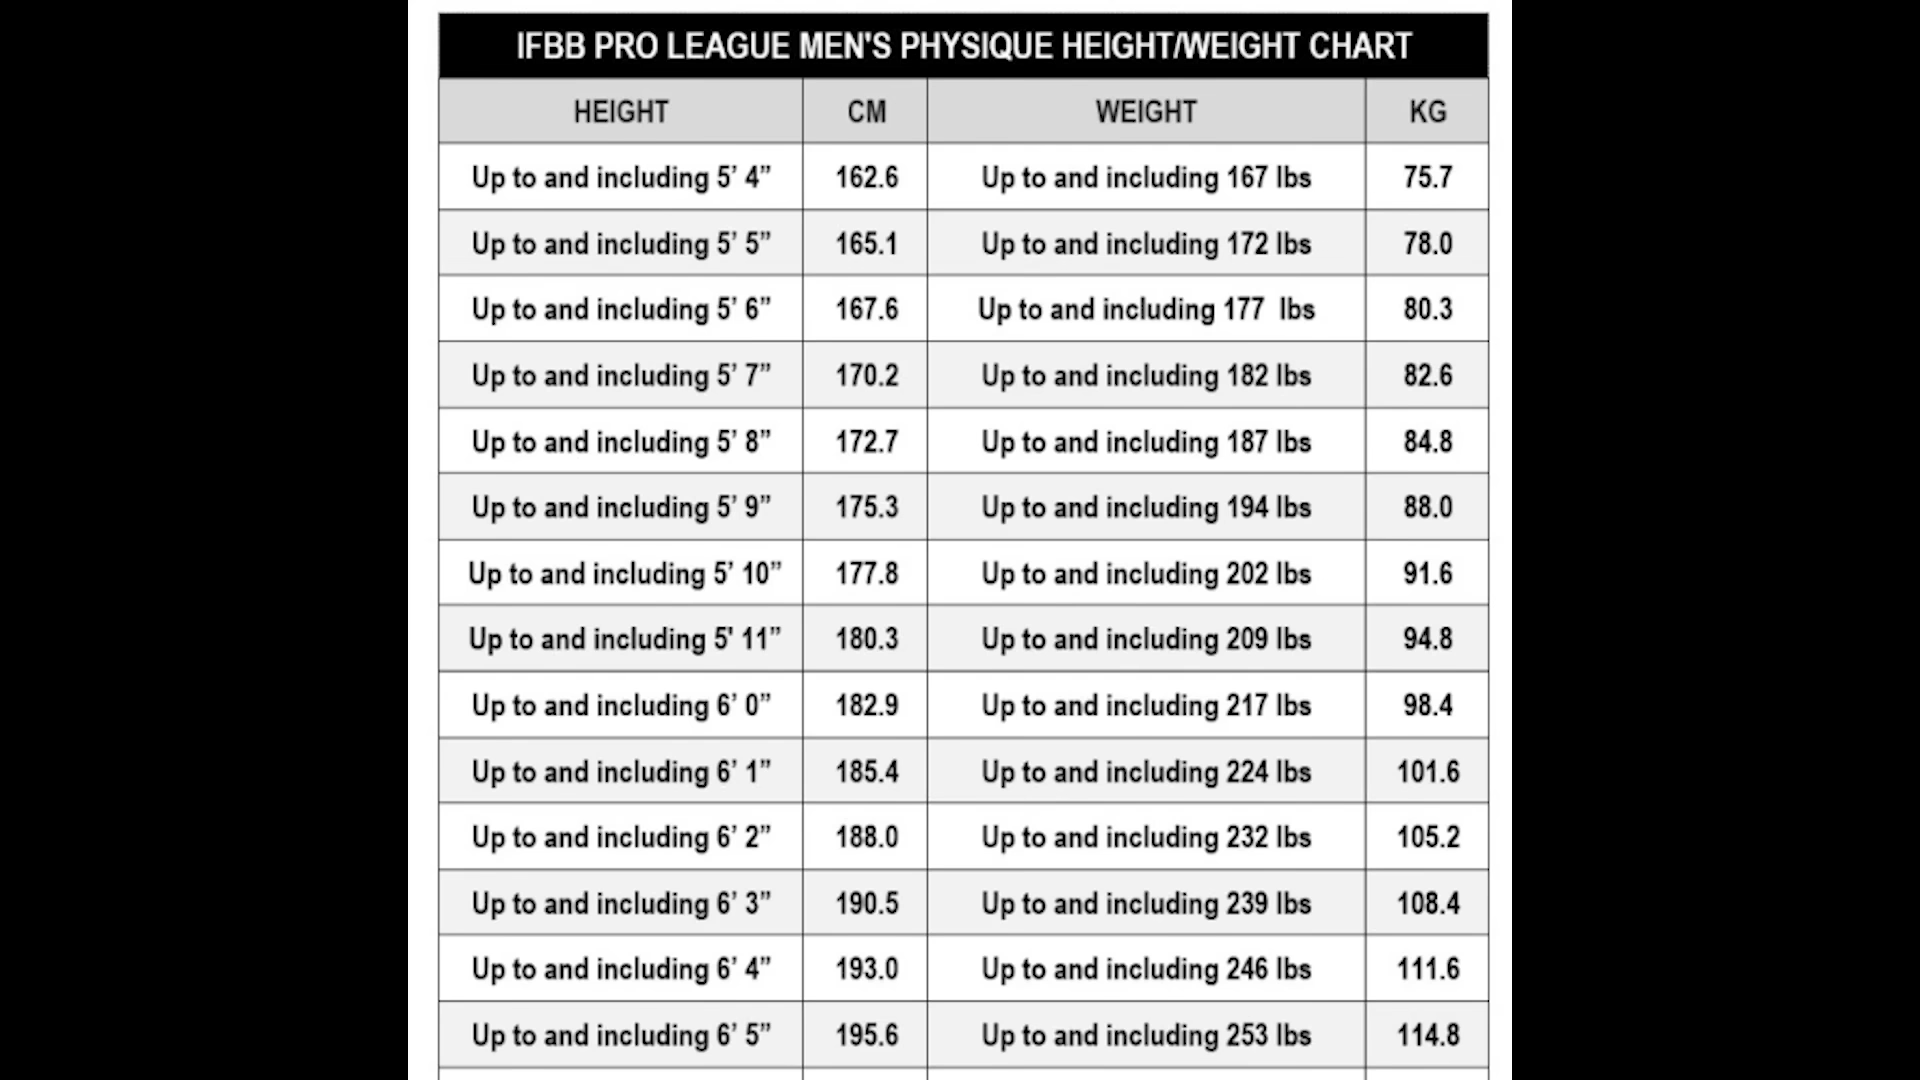 IFBB PRO LEAGUE MEN'S PHYSIQUE HEIGHT/WEIGHT CHART
HEIGHT CM WEIGHT KG
Up to and including 5’ 4” 162.6 Up to and including 167 lbs 75.7
Up to and including 5’ 5” 165.1 Up to and including 172 lbs 78.0
Up to and including 5’ 6” 167.6 Up to and including 177 lbs 80.3
Up to and including 5’ 7” 170.2 Up to and including 182 lbs 82.6
Up to and including 5’ 8” 172.7 Up to and including 187 lbs 84.8
Up to and including 5’ 9” 175.3 Up to and including 194 lbs 88.0
Up to and including 5’ 10” 177.8 Up to and including 202 lbs 91.6
Up to and including 5' 11” 180.3 Up to and including 209 lbs 94.8
Up to and including 6’ 0” 182.9 Up to and including 217 lbs 98.4
Up to and including 6’ 1” 185.4 Up to and including 224 lbs 101.6
Up to and including 6’ 2” 188.0 Up to and including 232 lbs 105.2
Up to and including 6’ 3” 190.5 Up to and including 239 lbs 108.4
Up to and including 6’ 4” 193.0 Up to and including 246 lbs 111.6
Up to and including 6’ 5” 195.6 Up to and including 253 lbs 114.8